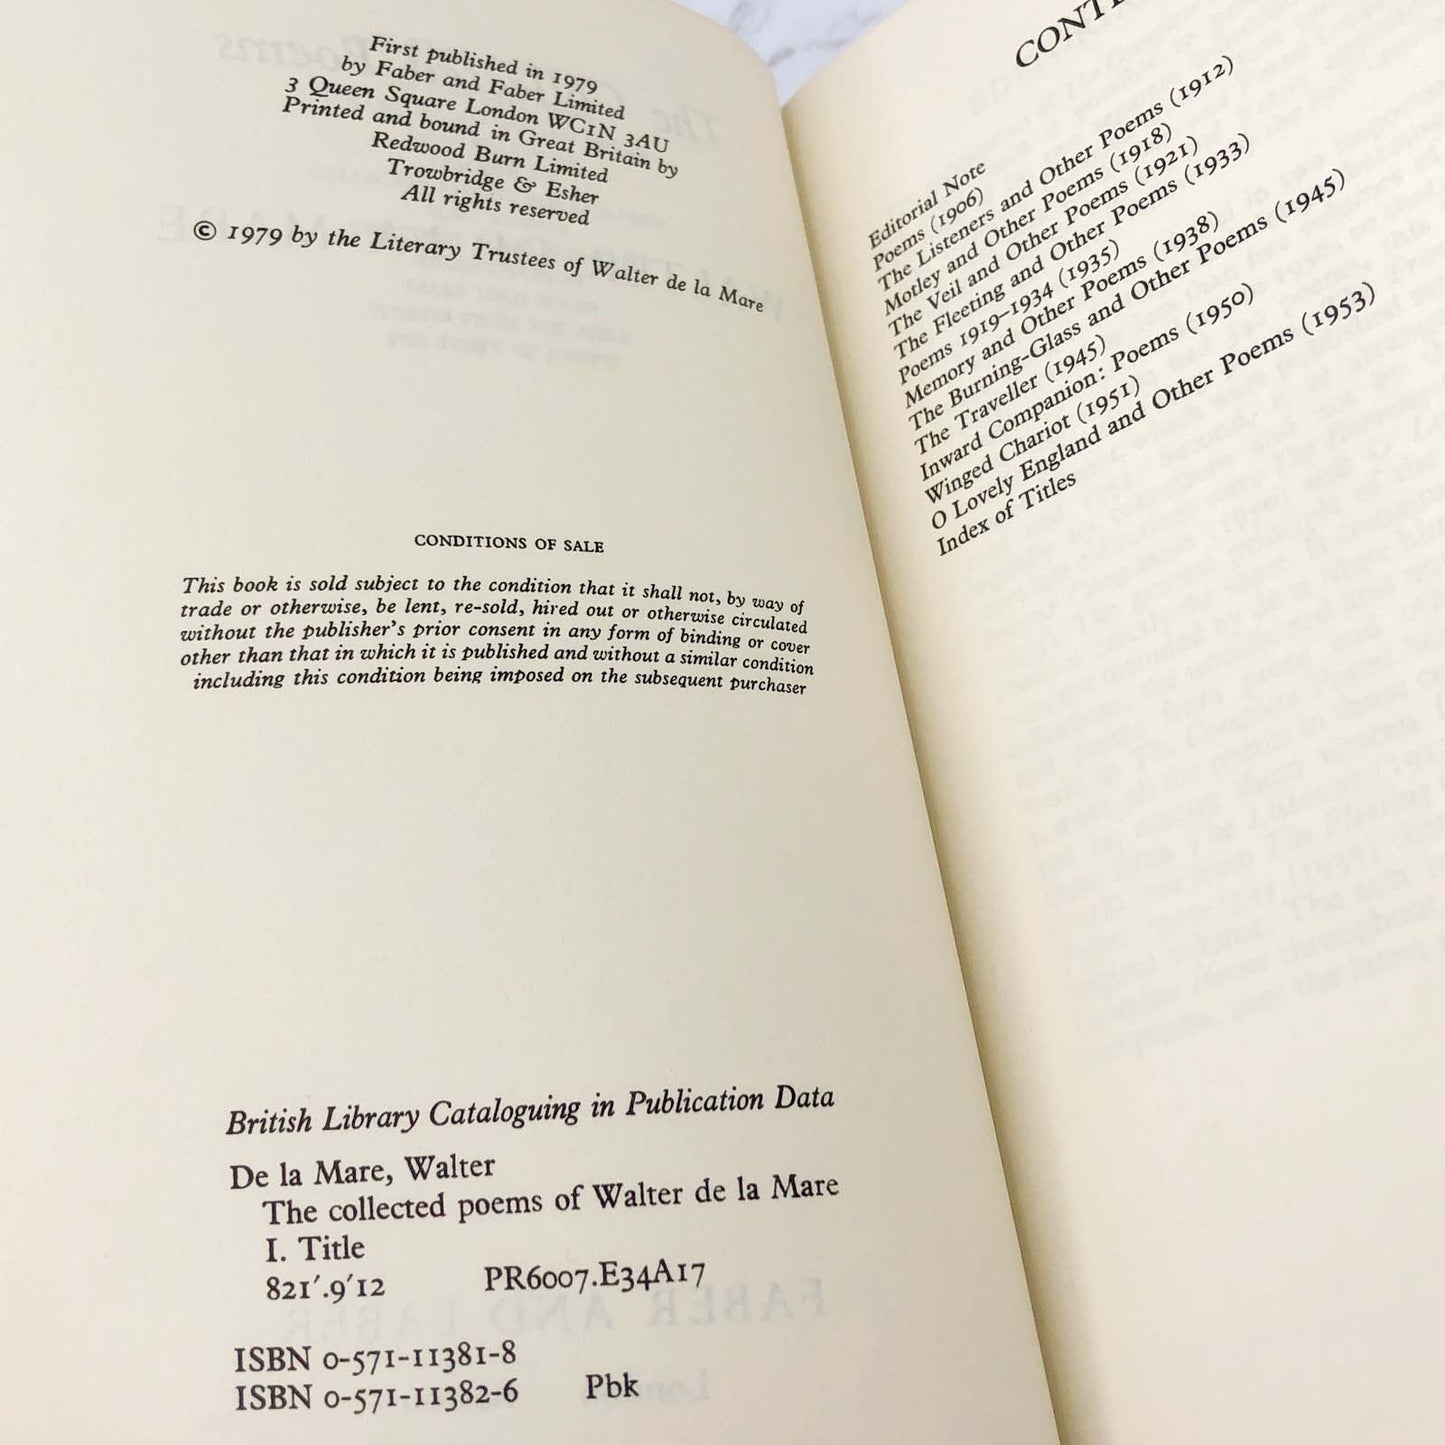 First published in 1979
by Faber and Faber Limited
3 Queen Square London WC1N 3AU
Printed and bound in Great Britain by
Redwood Burn Limited
Trowbridge & Esher
All rights reserved
© 1979 by the Literary Trustees of Walter de la Mare
CONDITIONS OF SALE
This book is sold subject to the condition that it shall not, by way of
trade or otherwise, be lent, re-sold, hired out or otherwise circulated
without the publisher's prior consent in any form of binding or cover
other than that in which it is published and without a similar condition
including this condition being imposed on the subsequent purchaser
British Library Cataloguing in Publication Data
De la Mare, Walter
The collected poems of Walter de la Mare
I. Title
821'.9'12 PR6007.E34A17
ISBN 0-571-11381-8
ISBN 0-571-11382-6 Pbk
Editorial Note
Poems (1906)
The Listeners and Other Poems (1912)
Motley and Other Poems (1918)
The Veil and Other Poems (1921)
The Fleeting and Other Poems (1933)
Poems 1919–1934 (1935)
Memory and Other Poems (1938)
The Burning-Glass and Other Poems (1945)
The Traveller (1945)
Inward Companion: Poems (1950)
Winged Chariot (1951)
O Lovely England and Other Poems (1953)
Index of Titles